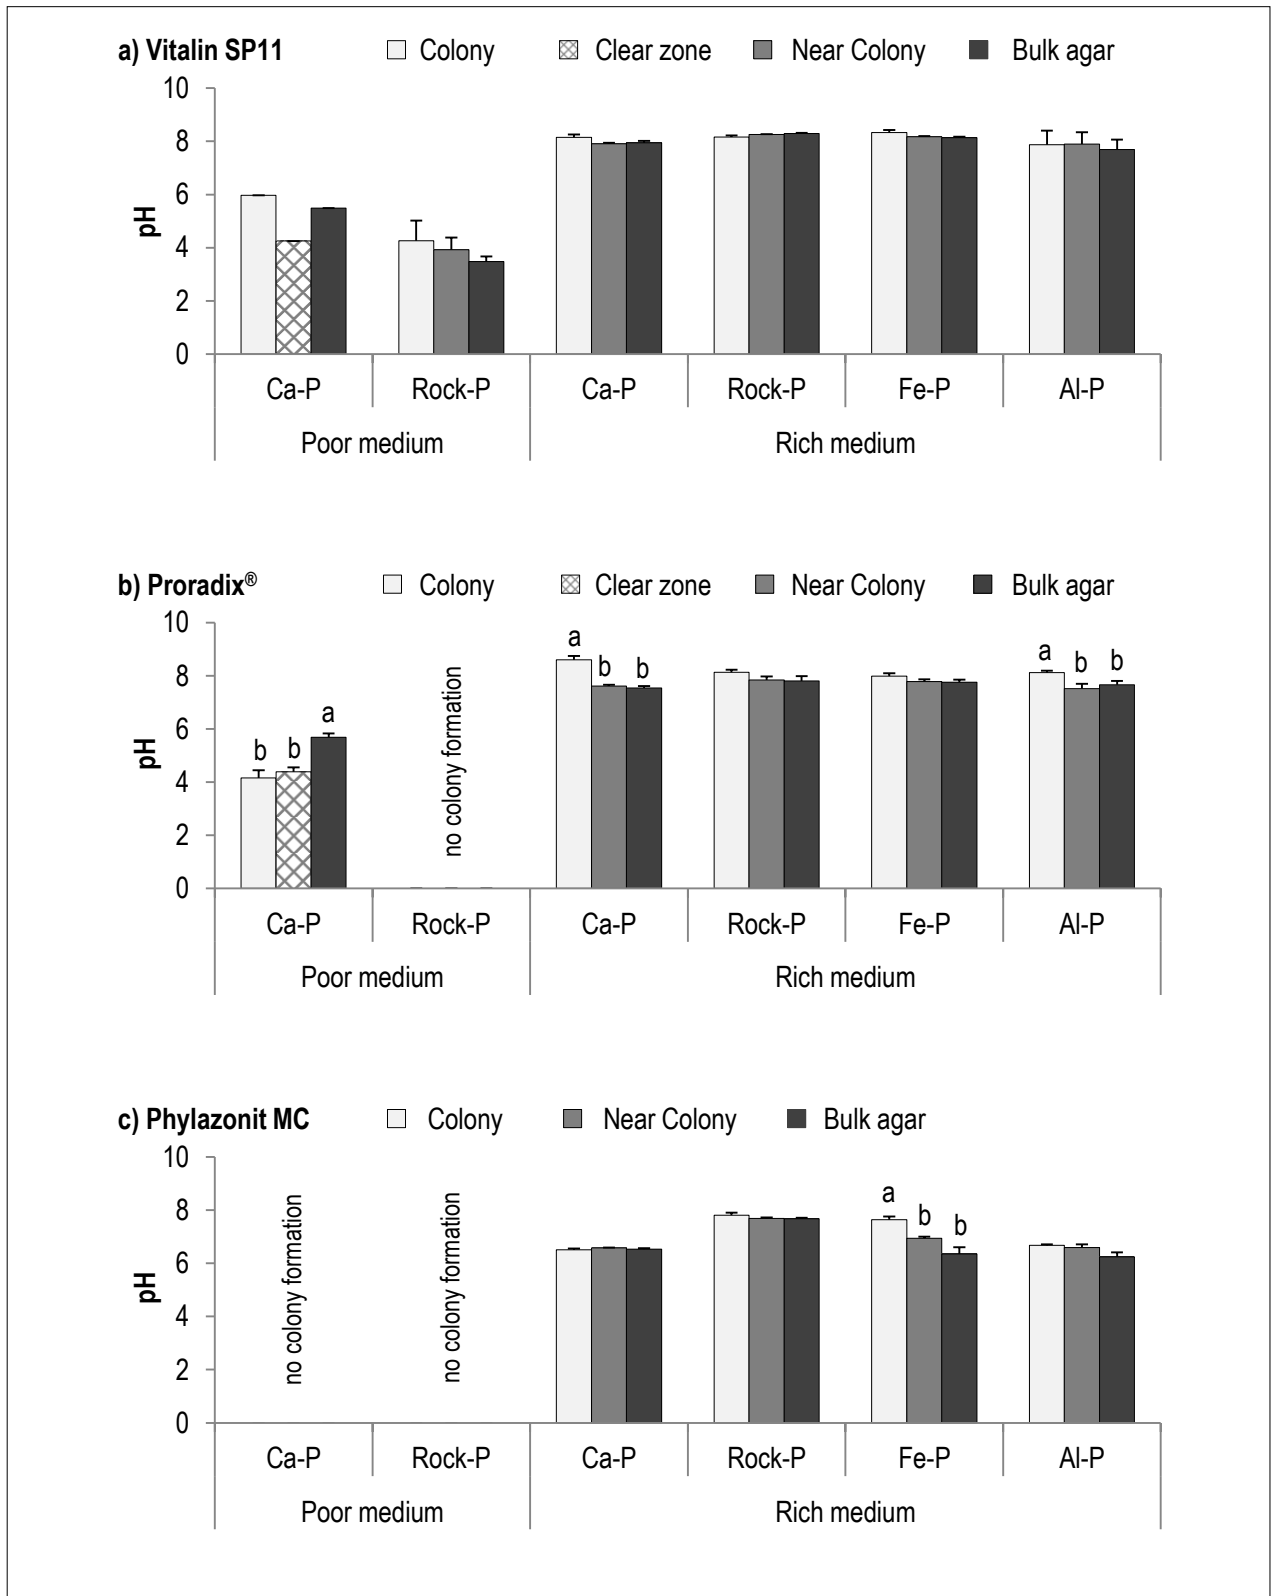 a) Vitalin SP11 Colony Clear zone Near Colony Bulk agar
10
8
6
4
2
0
pH
Ca-P Rock-P Ca-P Rock-P Fe-P Al-P
Poor medium Rich medium
b) Proradix® Colony Clear zone Near Colony Bulk agar
10
8
6
4
2
0
pH
b b a
no colony formation
a b b
a b b
Ca-P Rock-P Ca-P Rock-P Fe-P Al-P
Poor medium Rich medium
c) Phylazonit MC Colony Near Colony Bulk agar
10
8
6
4
2
0
pH
no colony formation
no colony formation
a b b
Ca-P Rock-P Ca-P Rock-P Fe-P Al-P
Poor medium Rich medium